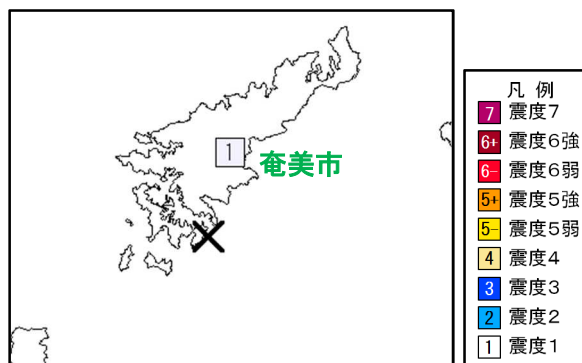 1
奄美市
凡 例
7 震度7
6+ 震度6強
6- 震度6弱
5+ 震度5強
5- 震度5弱
4 震度4
3 震度3
2 震度2
1 震度1